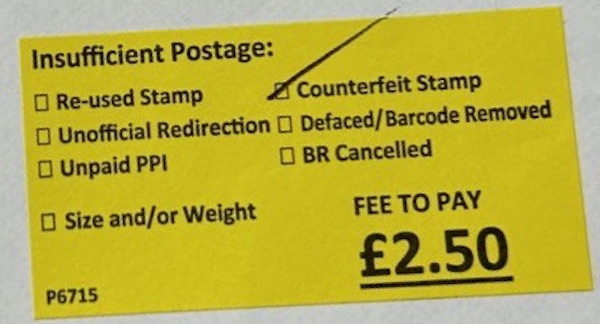 Insufficient Postage:
☐ Re-used Stamp ☑ Counterfeit Stamp
☐ Unofficial Redirection ☐ Defaced/Barcode Removed
☐ Unpaid PPI ☐ BR Cancelled
☐ Size and/or Weight FEE TO PAY
£2.50
P6715